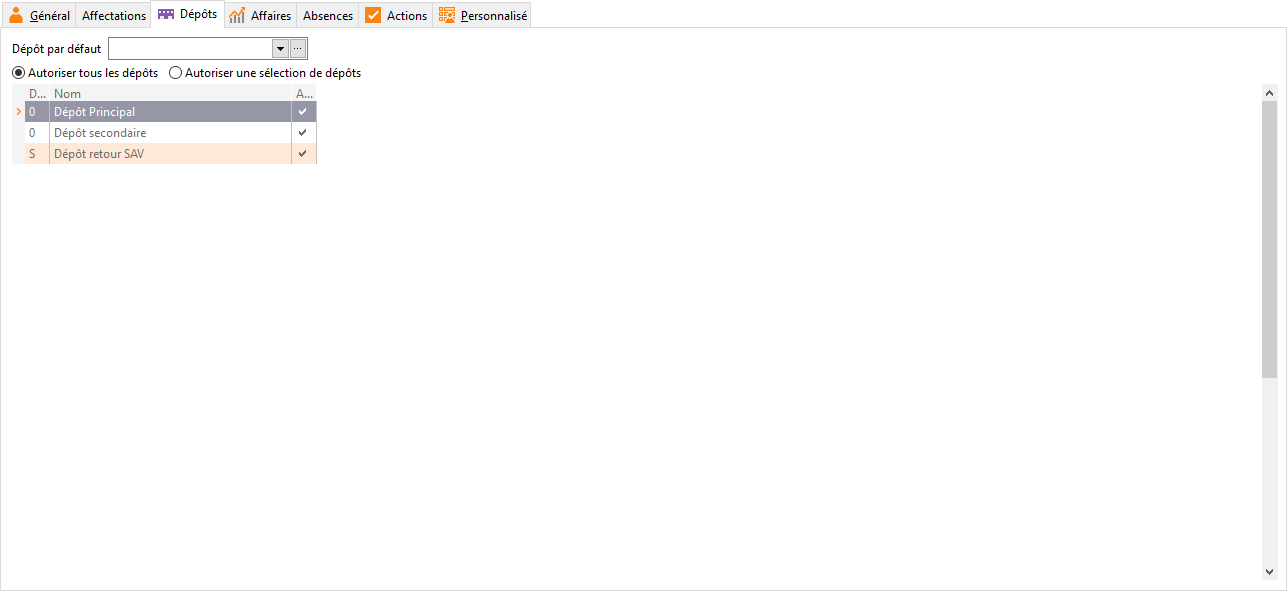 Général Affectations Dépôts Affaires Absences Actions Personnalisé
Dépôt par défaut
Autoriser tous les dépôts Autoriser une sélection de dépôts
D... Nom A...
0 Dépôt Principal
0 Dépôt secondaire
S Dépôt retour SAV